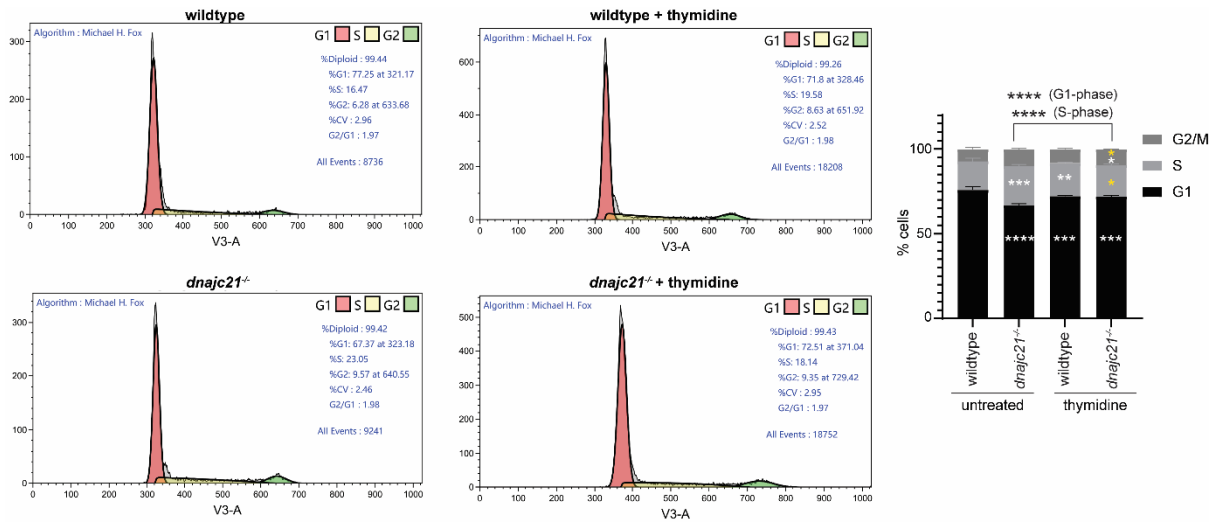 wildtype
Algorithm : Michael H. Fox
G1 S G2
%Diploid : 99.44
%G1: 77.25 at 321.17
%S: 16.47
%G2: 6.28 at 633.68
%CV : 2.96
G2/G1 : 1.97
All Events : 8736
300
200
100
0
0 100 200 300 400 500 600 700 800 900 1000
V3-A
wildtype + thymidine
Algorithm : Michael H. Fox
G1 S G2
%Diploid : 99.26
%G1: 71.8 at 328.46
%S: 19.58
%G2: 8.63 at 651.92
%CV : 2.52
G2/G1 : 1.98
All Events : 18208
600
400
200
0
0 100 200 300 400 500 600 700 800 900 1000
V3-A
dnajc21-/-
Algorithm : Michael H. Fox
G1 S G2
%Diploid : 99.42
%G1: 67.37 at 323.18
%S: 23.05
%G2: 9.57 at 640.55
%CV : 2.46
G2/G1 : 1.98
All Events : 9241
300
200
100
0
0 100 200 300 400 500 600 700 800 900 1000
V3-A
dnajc21-/- + thymidine
Algorithm : Michael H. Fox
G1 S G2
%Diploid : 99.43
%G1: 72.51 at 371.04
%S: 18.14
%G2: 9.35 at 729.42
%CV : 2.95
G2/G1 : 1.97
All Events : 18752
500
400
300
200
100
0
0 100 200 300 400 500 600 700 800 900 1000
V3-A
**** (G1-phase)
**** (S-phase)
G2/M
S
G1
% cells
100
50
0
*
*
*** ** *
**** *** ***
wildtype
dnajc21-/-
wildtype
dnajc21-/-
untreated thymidine